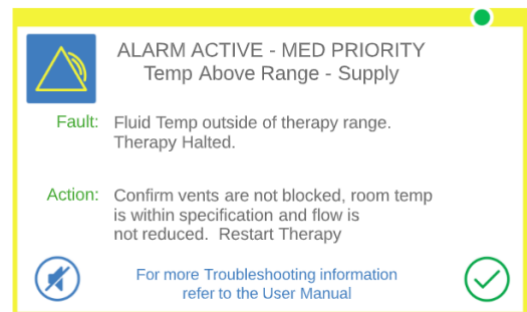 ALARM ACTIVE - MED PRIORITY
Temp Above Range - Supply
Fault: Fluid Temp outside of therapy range.
Therapy Halted.
Action: Confirm vents are not blocked, room temp
is within specification and flow is
not reduced. Restart Therapy
For more Troubleshooting information
refer to the User Manual